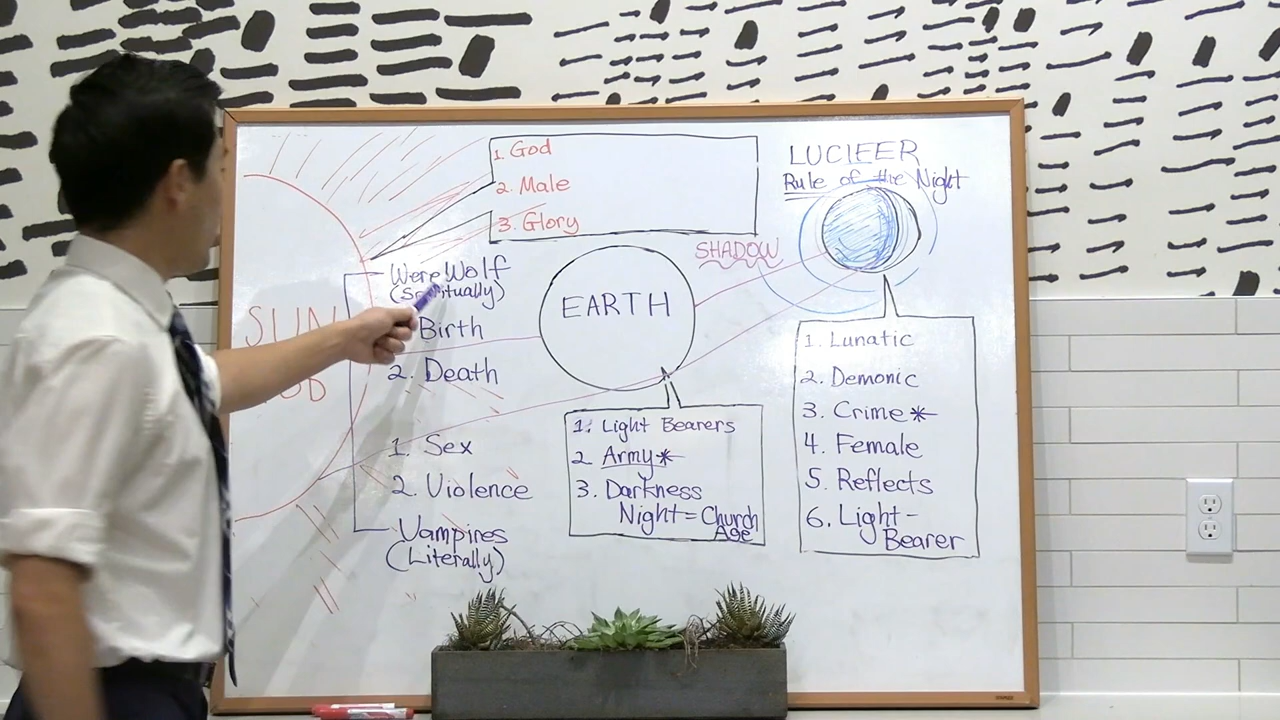 1. God
2. Male
3. Glory
LUCIFER
Rule of the Night
SHADOW
WereWolf
(Spiritually)
SUN
Birth
2. Death
1. Sex
2. Violence
Vampires
(Literally)
EARTH
1. Light Bearers
2 Army*
3. Darkness
Night = Church
Age
1. Lunatic
2. Demonic
3. Crime*
4. Female
5. Reflects
6. Light-
Bearer